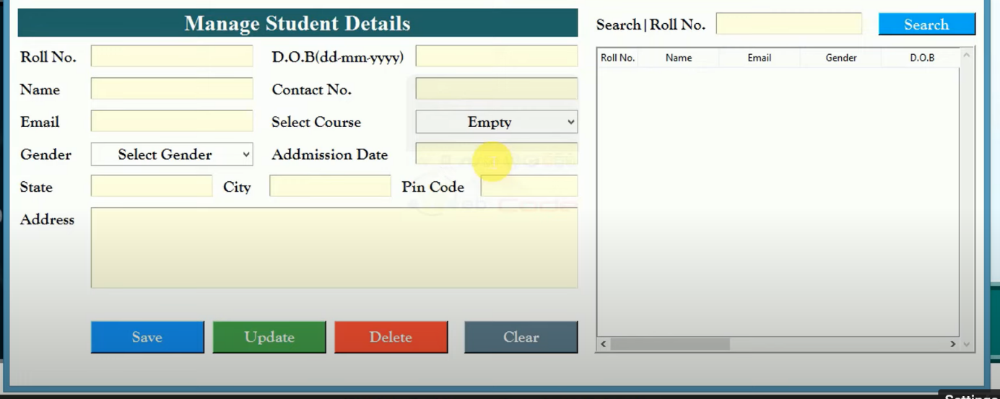 Manage Student Details
Search|Roll No.
Search
Roll No.
D.O.B(dd-mm-yyyy)
Name
Contact No.
Email
Select Course
Empty
Gender
Select Gender
Addmission Date
State
City
Pin Code
Address
Save
Update
Delete
Clear
Roll No. Name Email Gender D.O.B